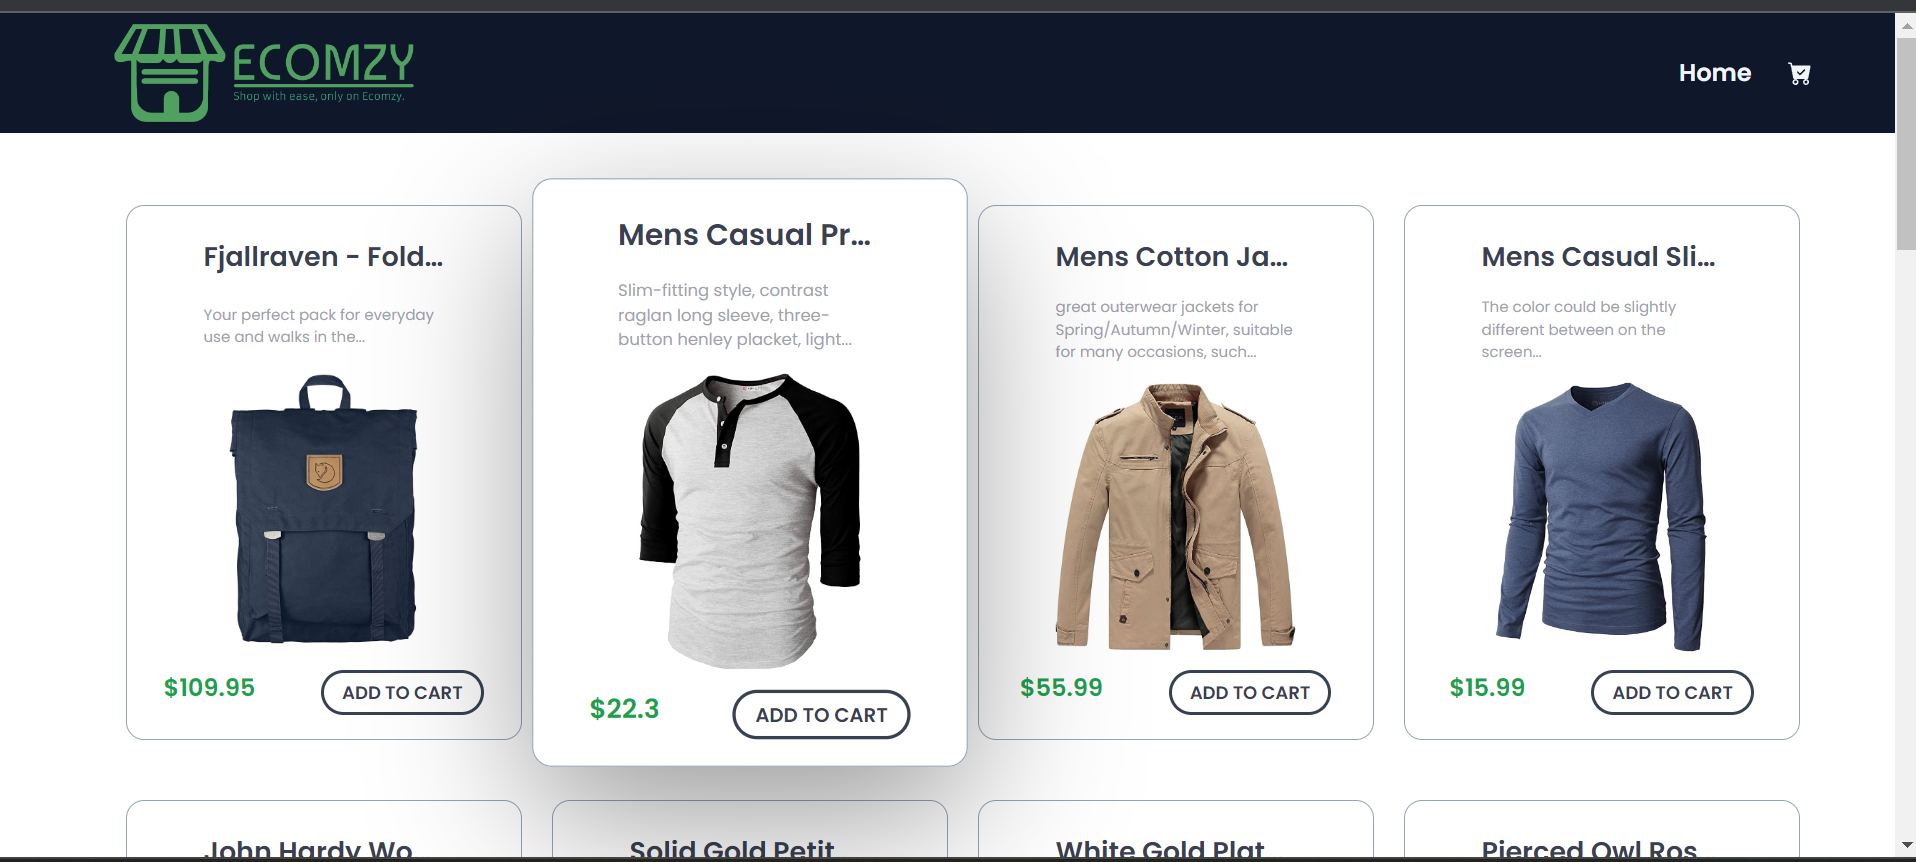 ECOMZY
Shop with ease, only on Ecomzy.
Home
Fjallraven - Fold...
Your perfect pack for everyday
use and walks in the...
$109.95
ADD TO CART
Mens Casual Pr...
Slim-fitting style, contrast
raglan long sleeve, three-
button henley placket, light...
$22.3
ADD TO CART
Mens Cotton Ja...
great outerwear jackets for
Spring/Autumn/Winter, suitable
for many occasions, such...
$55.99
ADD TO CART
Mens Casual Sli...
The color could be slightly
different between on the
screen...
$15.99
ADD TO CART
John Hardy Wo
Solid Gold Petit
White Gold Plat
Pierced Owl Ros